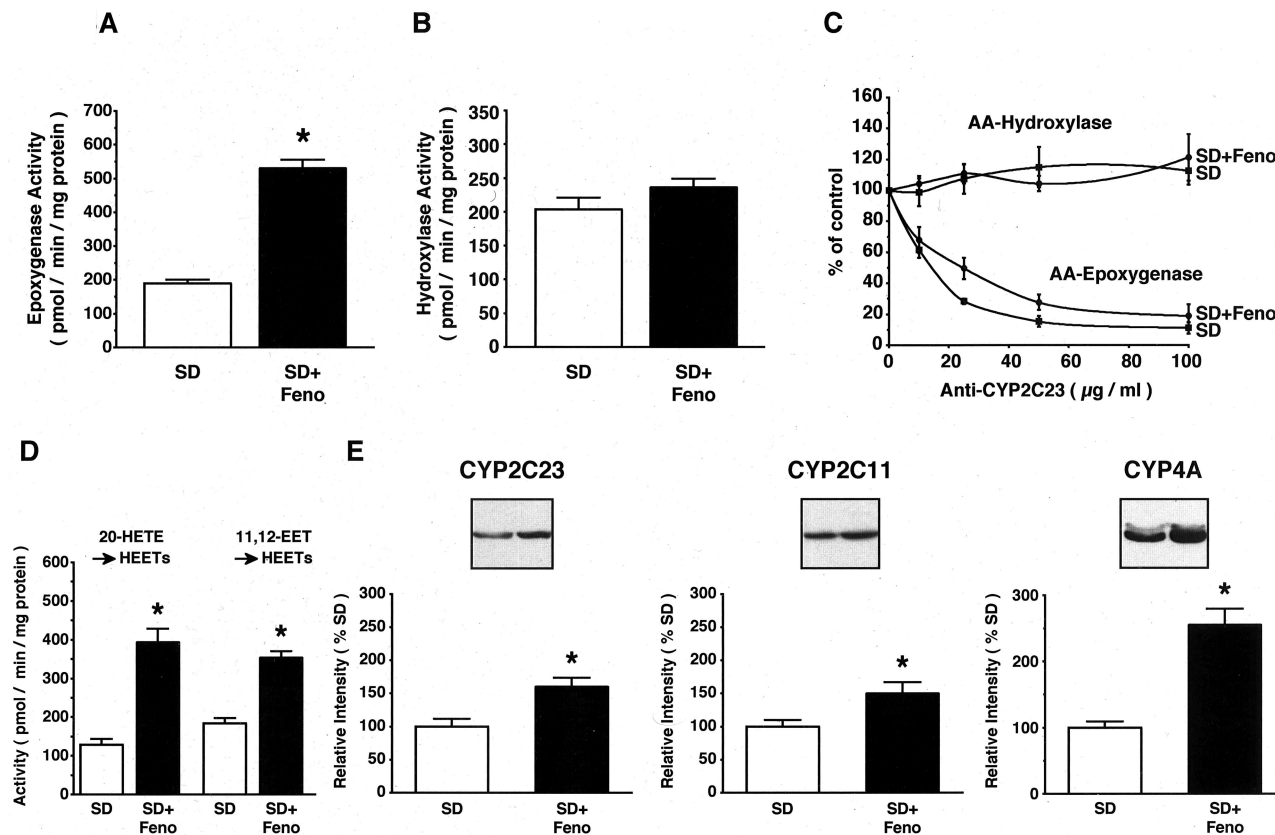 A
Epoxygenase Activity
( pmol / min / mg protein )
700
600
500
400
300
200
100
0
*
SD
SD+
Feno
B
Hydroxylase Activity
( pmol / min / mg protein )
350
300
250
200
150
100
50
0
SD
SD+
Feno
C
% of control
160
140
120
100
80
60
40
20
0
AA-Hydroxylase
SD+Feno
SD
AA-Epoxygenase
SD+Feno
SD
0 20 40 60 80 100
Anti-CYP2C23 ( µg / ml )
D
Activity ( pmol / min / mg protein )
20-HETE
→ HEETs
11,12-EET
→ HEETs
600
500
400
300
200
100
0
*
*
SD
SD+
Feno
SD
SD+
Feno
E
CYP2C23
Relative Intensity ( % SD )
300
250
200
150
100
50
0
*
SD
SD+
Feno
CYP2C11
Relative Intensity ( % SD )
300
250
200
150
100
50
0
*
SD
SD+
Feno
CYP4A
Relative Intensity ( % SD )
300
200
100
0
*
SD
SD+
Feno